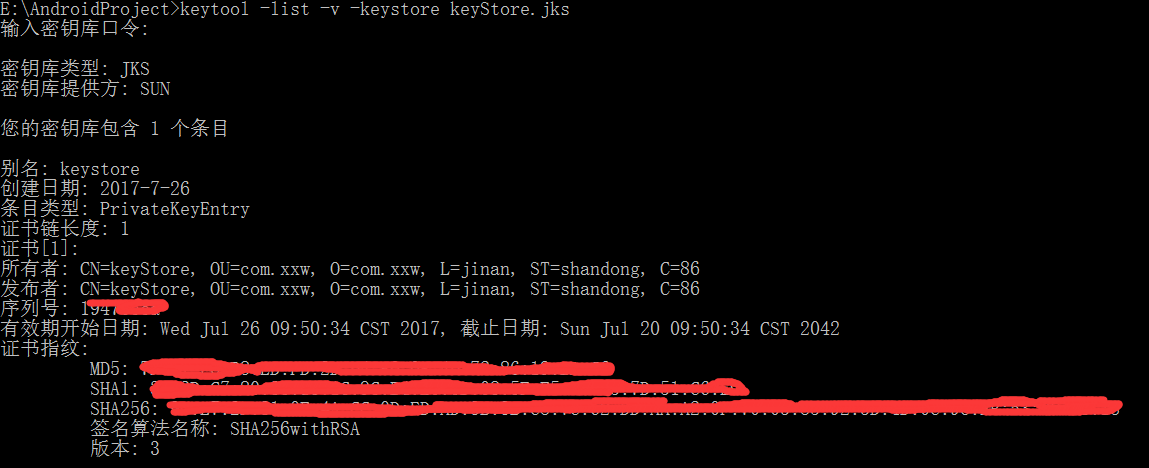 E:\AndroidProject>keytool -list -v -keystore keyStore.jks
输入密钥库口令:
密钥库类型: JKS
密钥库提供方: SUN
您的密钥库包含 1 个条目
别名: keystore
创建日期: 2017-7-26
条目类型: PrivateKeyEntry
证书链长度: 1
证书[1]:
所有者: CN=keyStore, OU=com.xxw, O=com.xxw, L=jinan, ST=shandong, C=86
发布者: CN=keyStore, OU=com.xxw, O=com.xxw, L=jinan, ST=shandong, C=86
序列号:
有效期开始日期: Wed Jul 26 09:50:34 CST 2017, 截止日期: Sun Jul 20 09:50:34 CST 2042
证书指纹:
MD5:
SHA1:
SHA256:
签名算法名称: SHA256withRSA
版本: 3